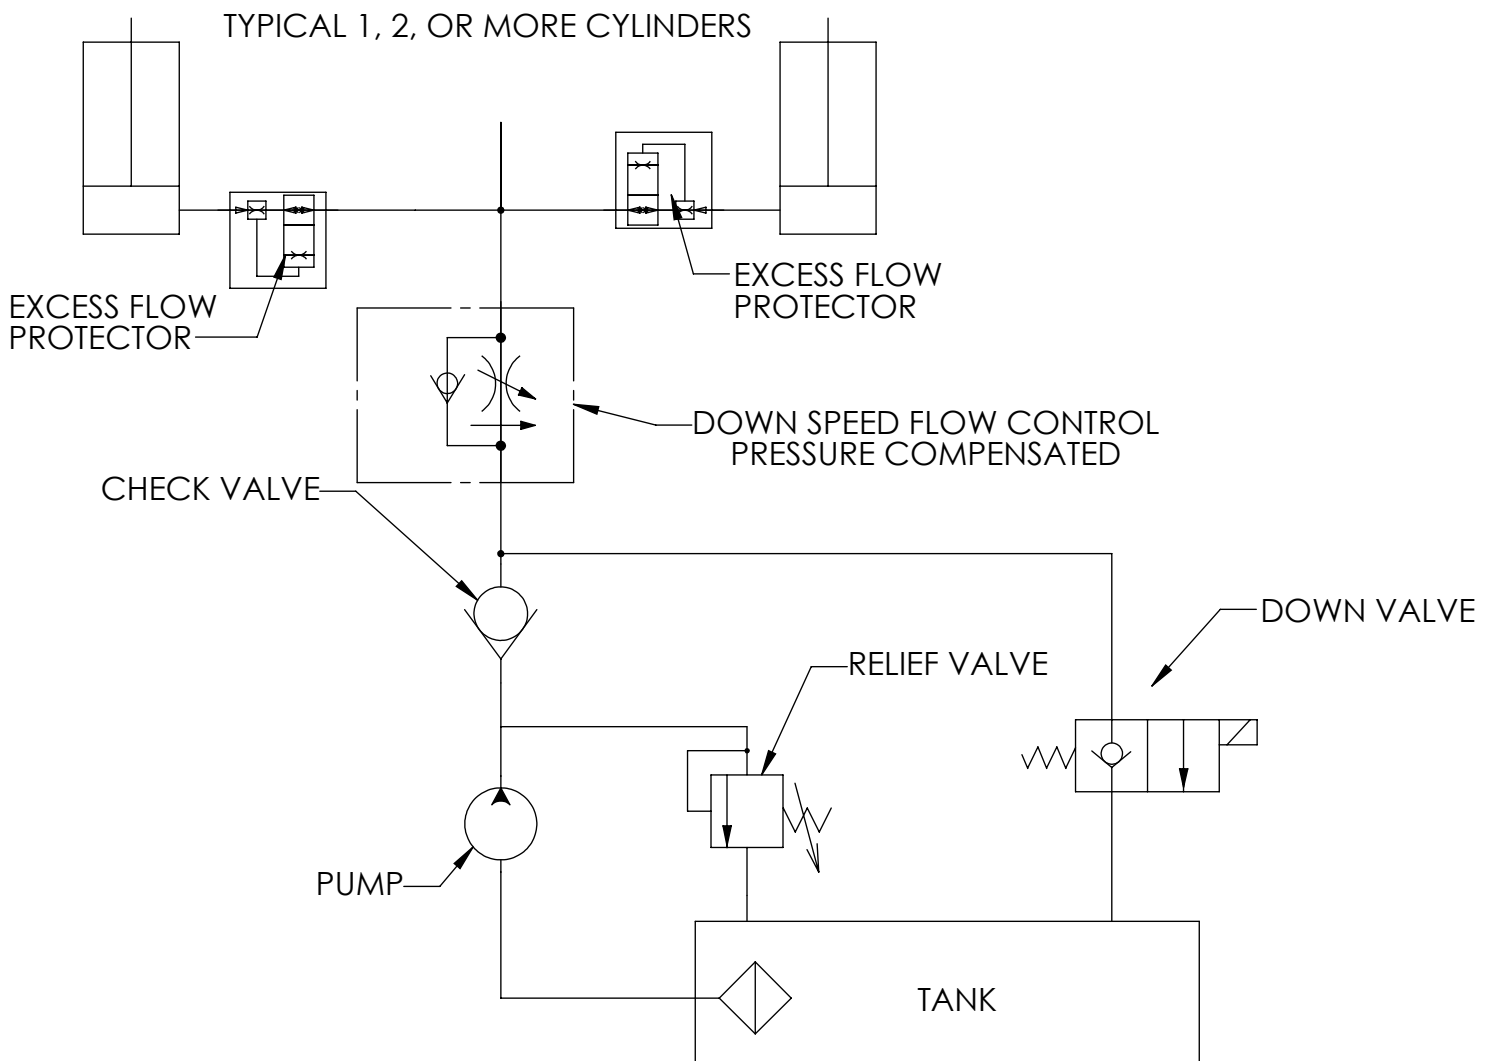 TYPICAL 1, 2, OR MORE CYLINDERS
EXCESS FLOW
PROTECTOR
EXCESS FLOW
PROTECTOR
DOWN SPEED FLOW CONTROL
PRESSURE COMPENSATED
CHECK VALVE
DOWN VALVE
RELIEF VALVE
PUMP
TANK